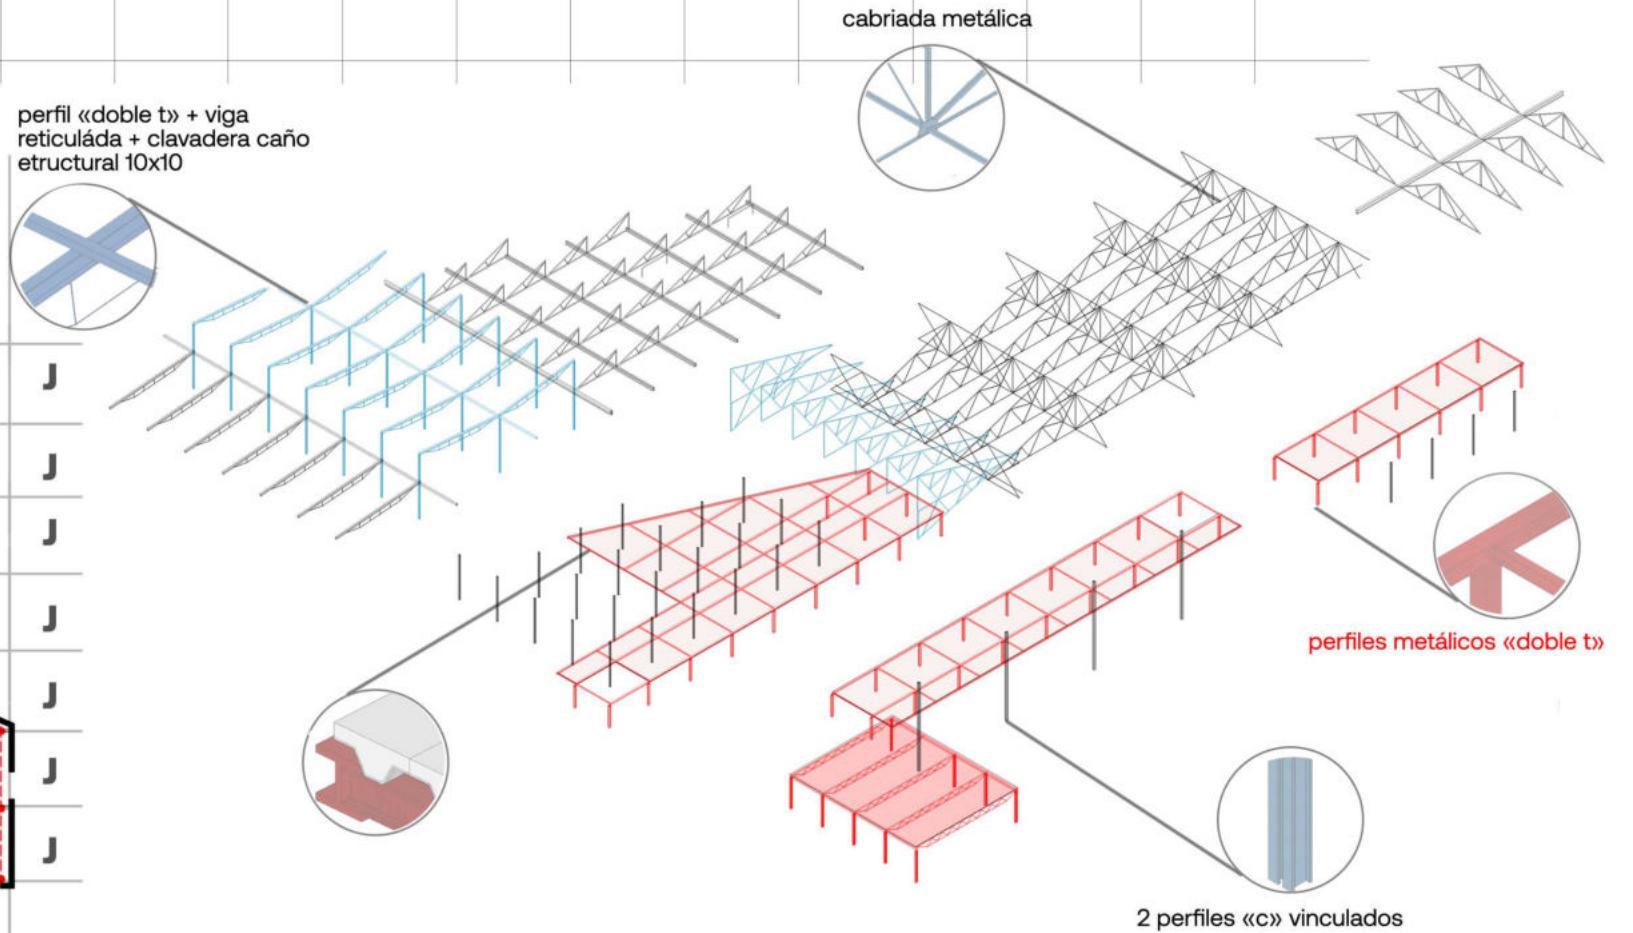 cabriada metálica
perfil «doble t» + viga
reticuláda + clavadera caño
etructural 10x10
J
J
J
J
J
J
J
perfiles metálicos «doble t»
2 perfiles «c» vinculados